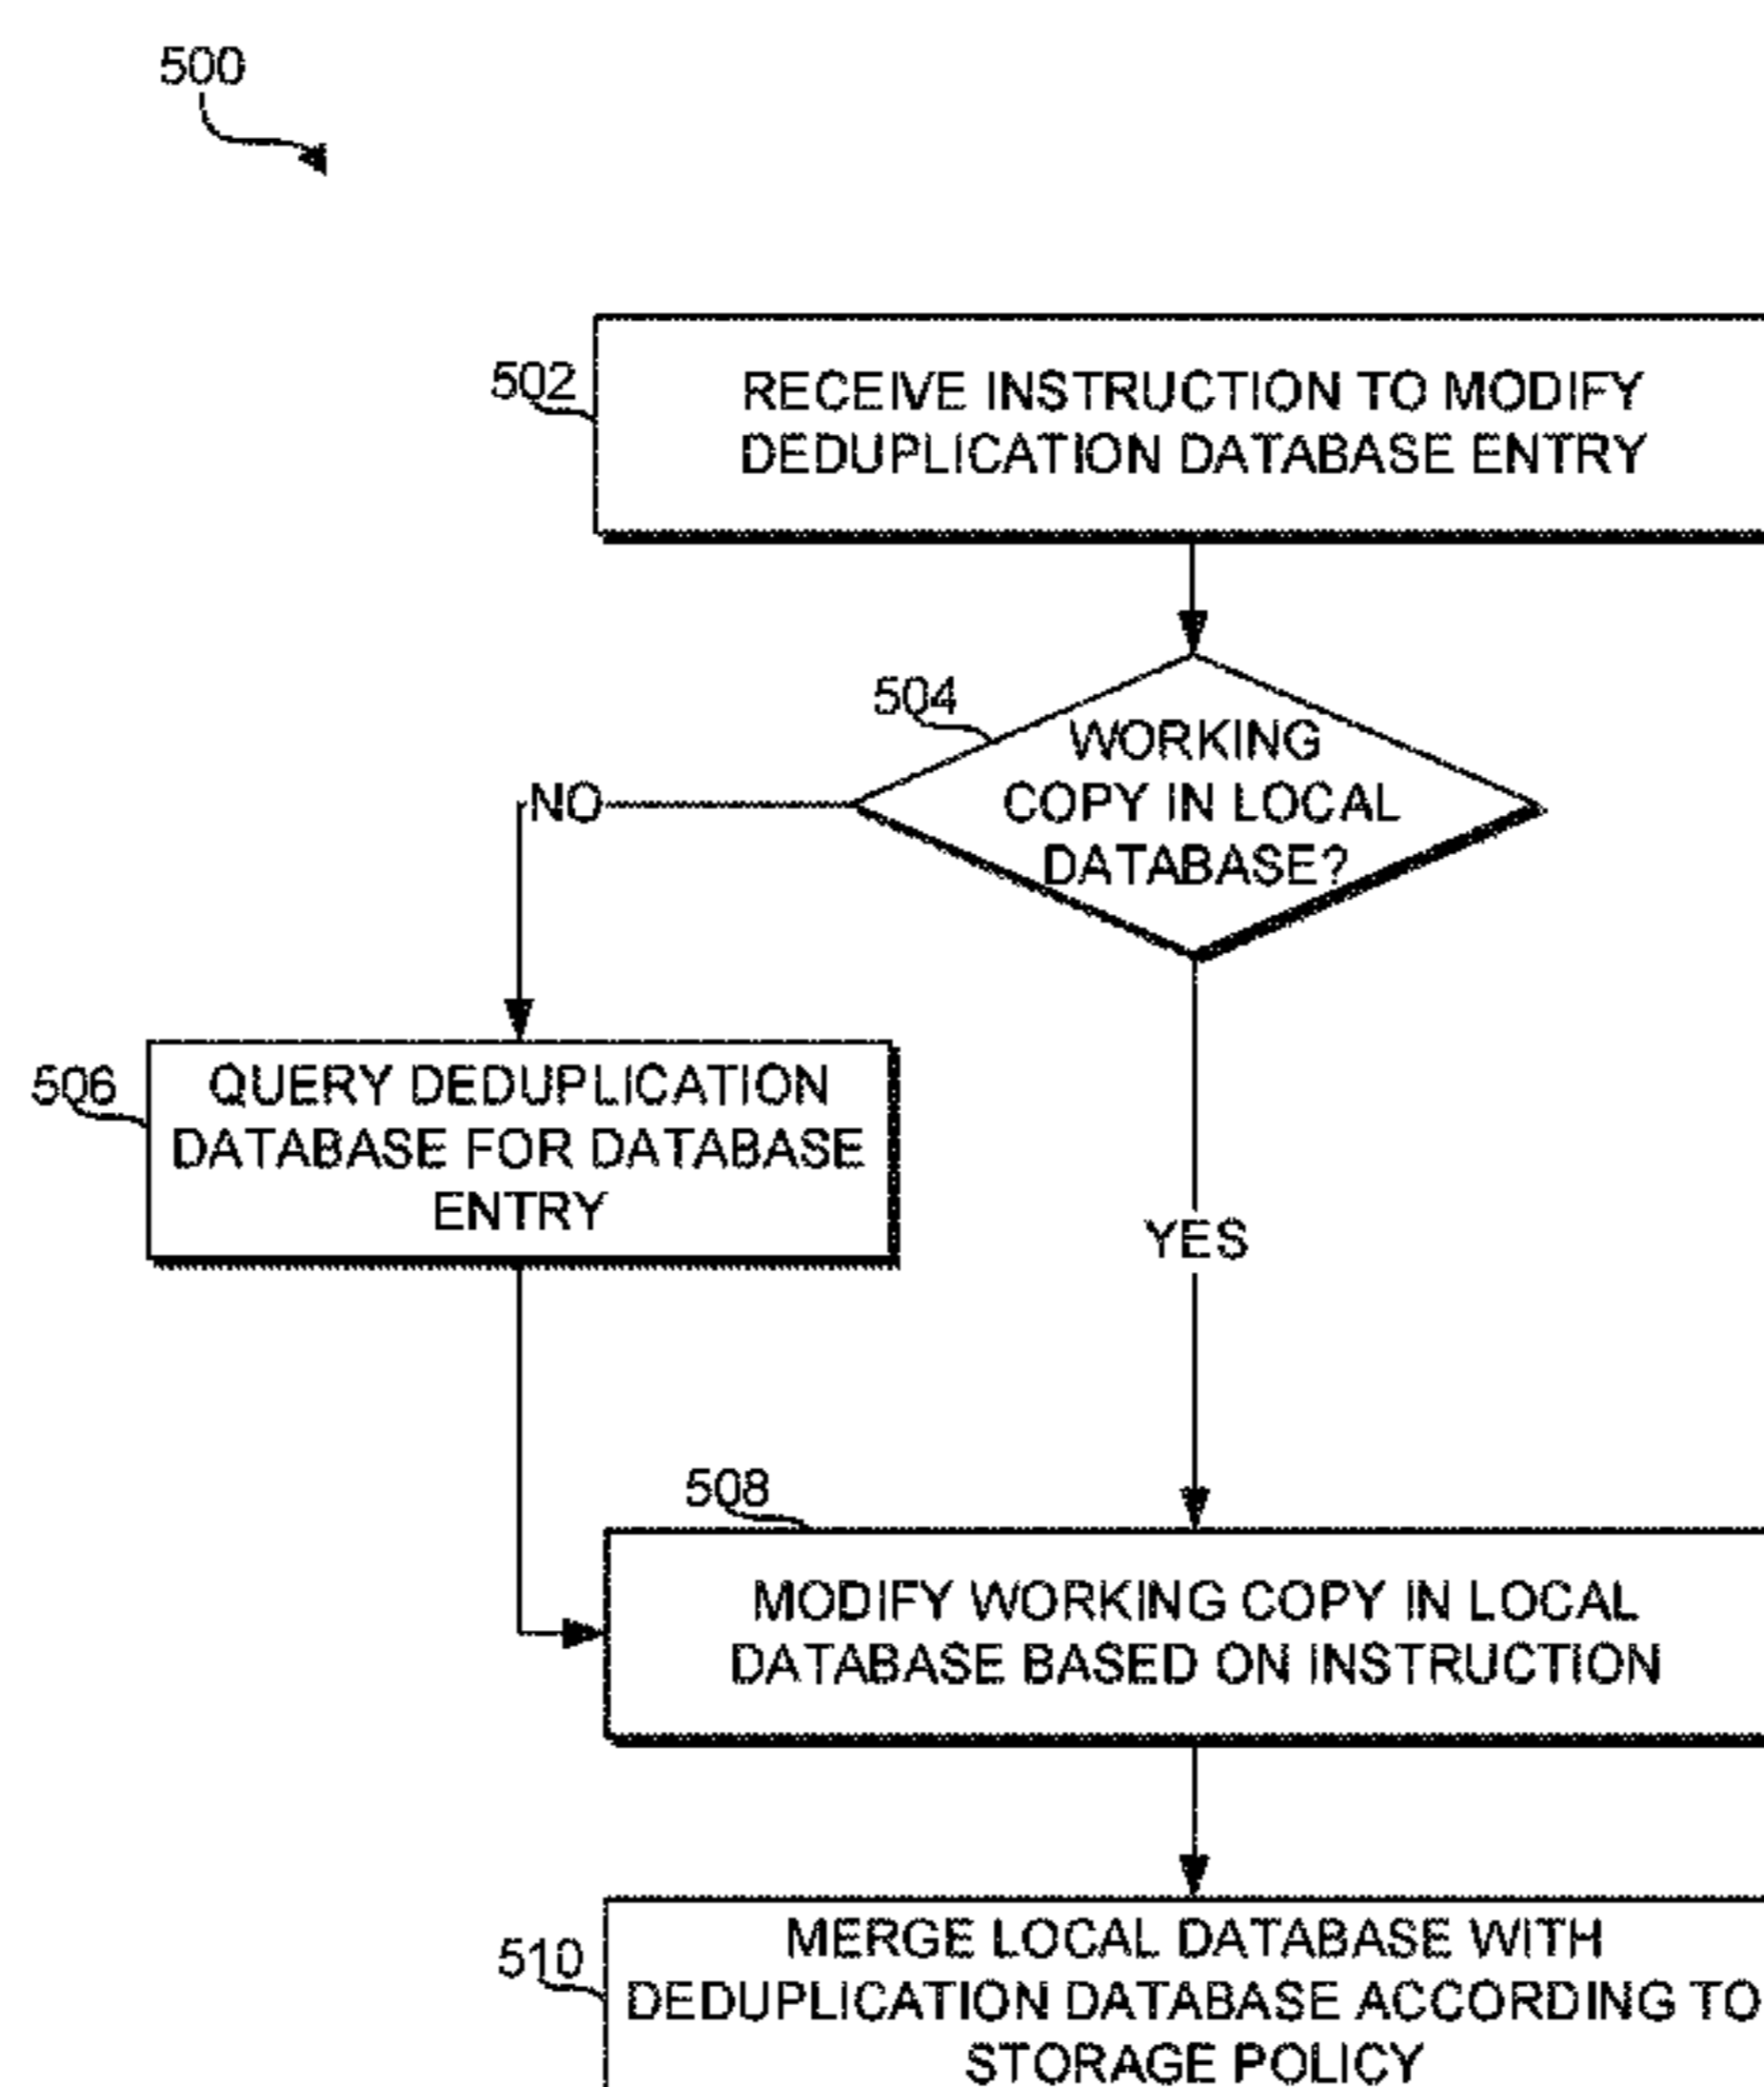 500
502
RECEIVE INSTRUCTION TO MODIFY
DEDUPLICATION DATABASE ENTRY
504
WORKING
COPY IN LOCAL
DATABASE?
NO
506
QUERY DEDUPLICATION
DATABASE FOR DATABASE
ENTRY
YES
508
MODIFY WORKING COPY IN LOCAL
DATABASE BASED ON INSTRUCTION
510
MERGE LOCAL DATABASE WITH
DEDUPLICATION DATABASE ACCORDING TO
STORAGE POLICY